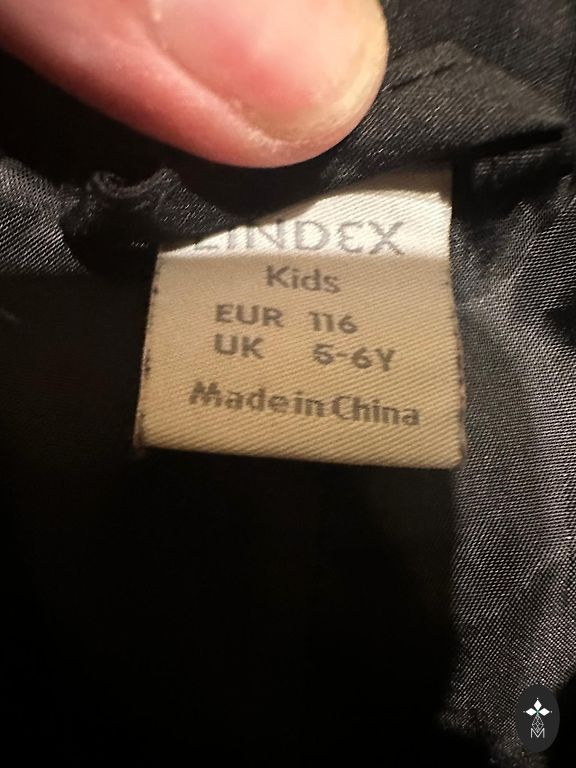 LINDEX
Kids
EUR 116
UK 5-6Y
Made in China
M